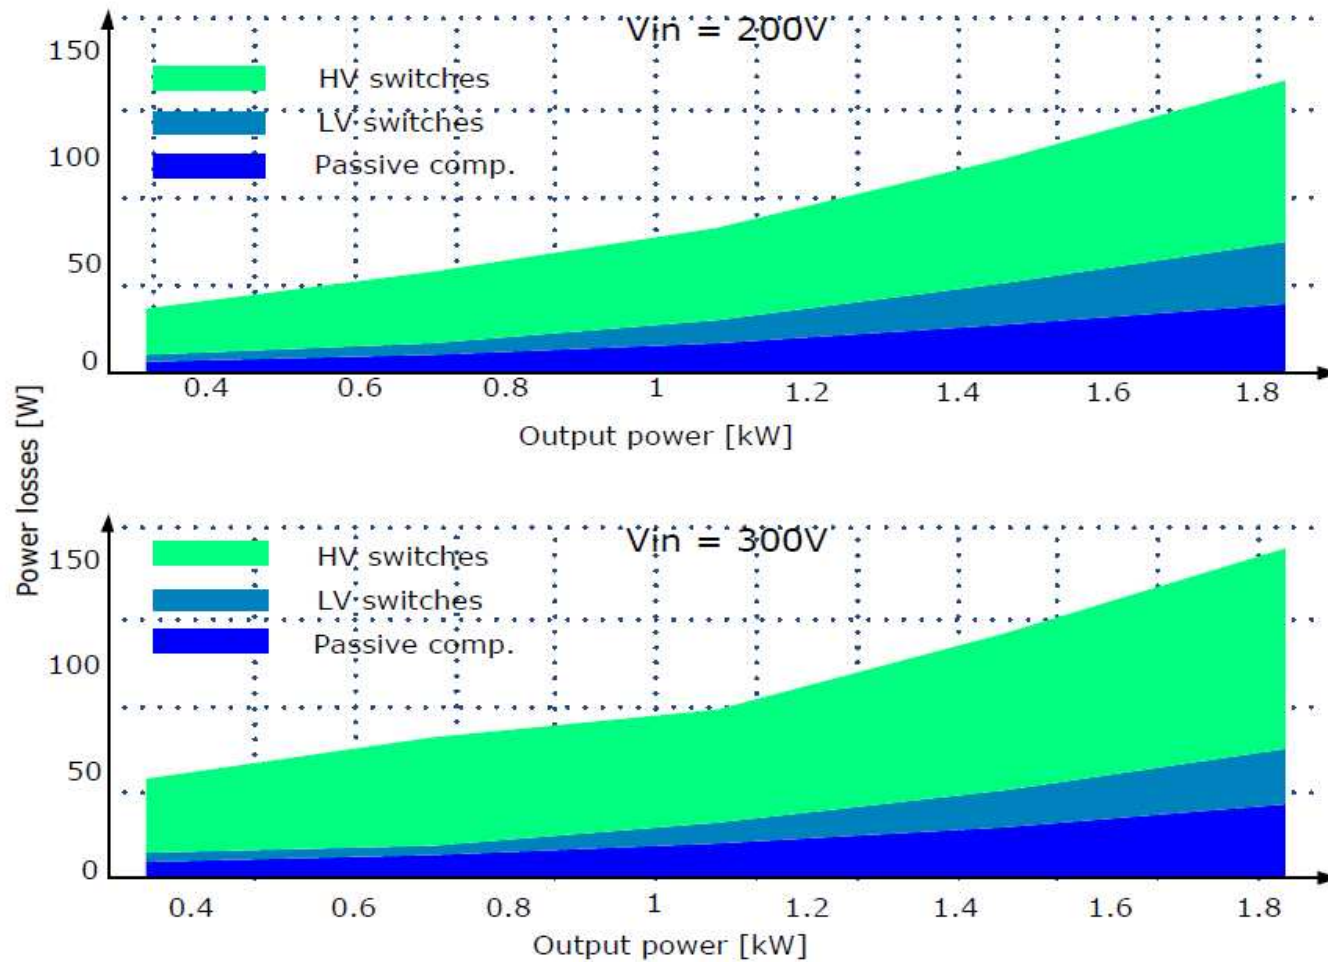 Vin = 200V
150
HV switches
LV switches
100
Passive comp.
50
0
0.4 0.6 0.8 1 1.2 1.4 1.6 1.8
Output power [kW]
Power losses [W]
Vin = 300V
150
HV switches
LV switches
100
Passive comp.
50
0
0.4 0.6 0.8 1 1.2 1.4 1.6 1.8
Output power [kW]